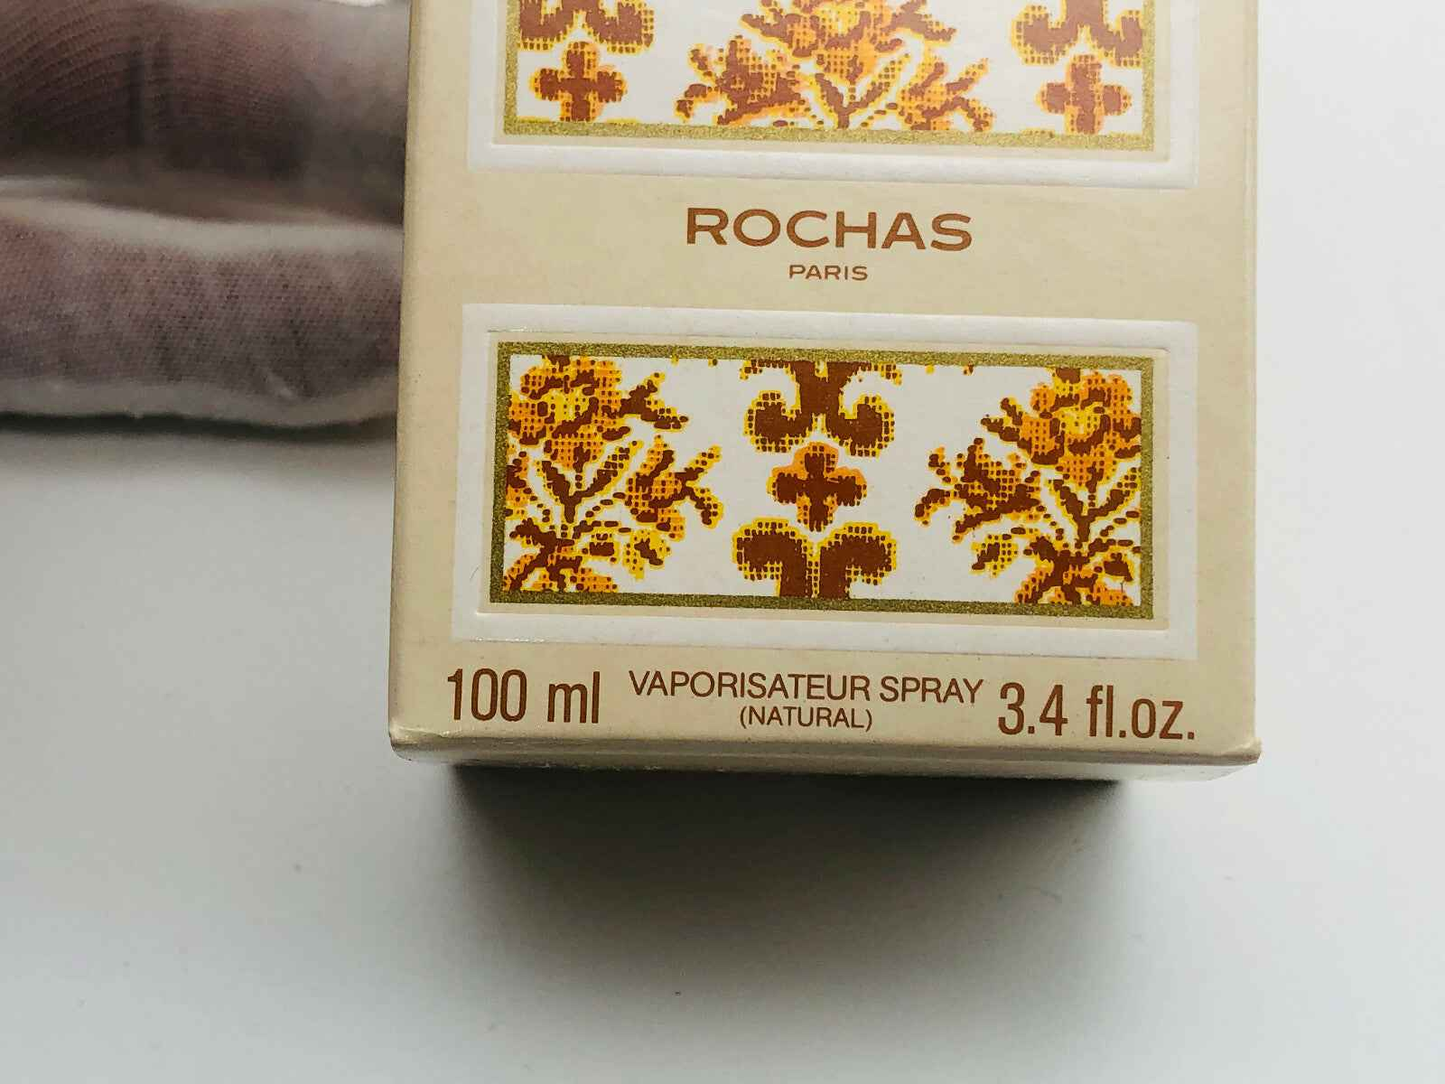 ROCHAS
PARIS
100 ml VAPORISATEUR SPRAY 3.4 fl.oz.
(NATURAL)